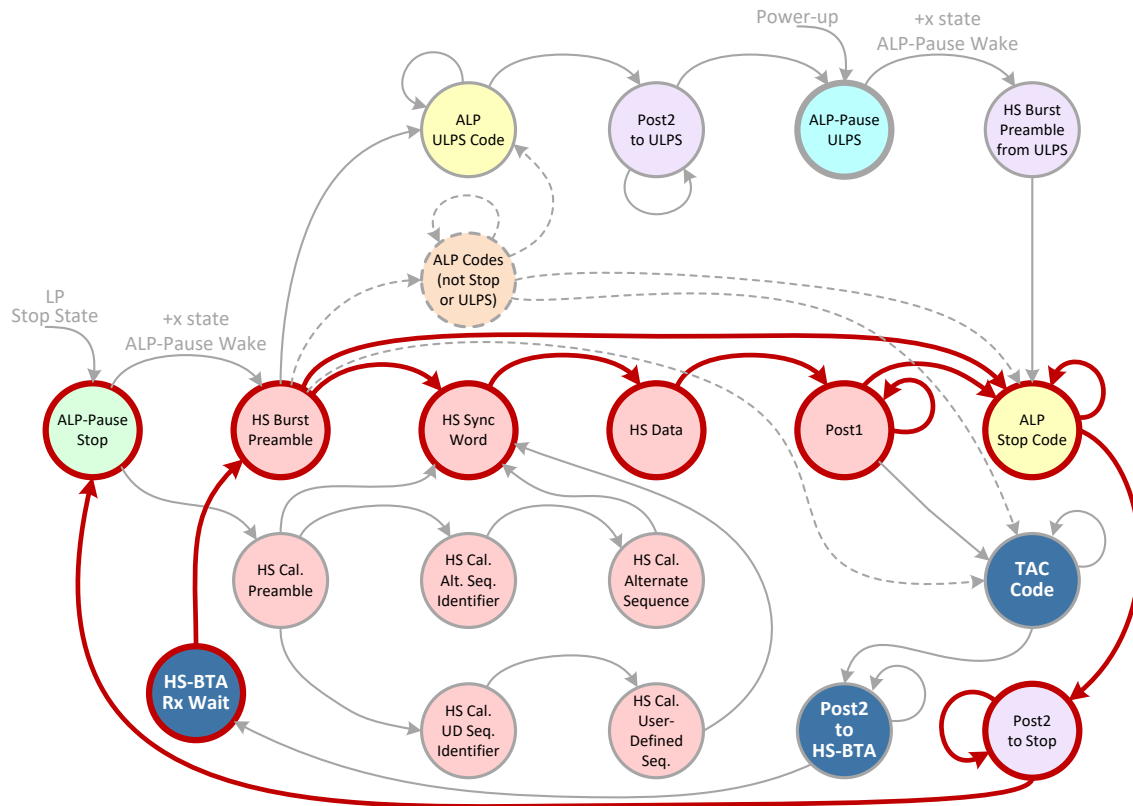 Power-up
+x state
ALP-Pause Wake
ALP
ULPS Code
Post2
to ULPS
ALP-Pause
ULPS
HS Burst
Preamble
from ULPS
ALP Codes
(not Stop
or ULPS)
LP
Stop State
+x state
ALP-Pause Wake
ALP-Pause
Stop
HS Burst
Preamble
HS Sync
Word
HS Data
Post1
ALP
Stop Code
HS Cal.
Preamble
HS Cal.
Alt. Seq.
Identifier
HS Cal.
Alternate
Sequence
TAC
Code
HS-BTA
Rx Wait
HS Cal.
UD Seq.
Identifier
HS Cal.
User-
Defined
Seq.
Post2
to
HS-BTA
Post2
to Stop